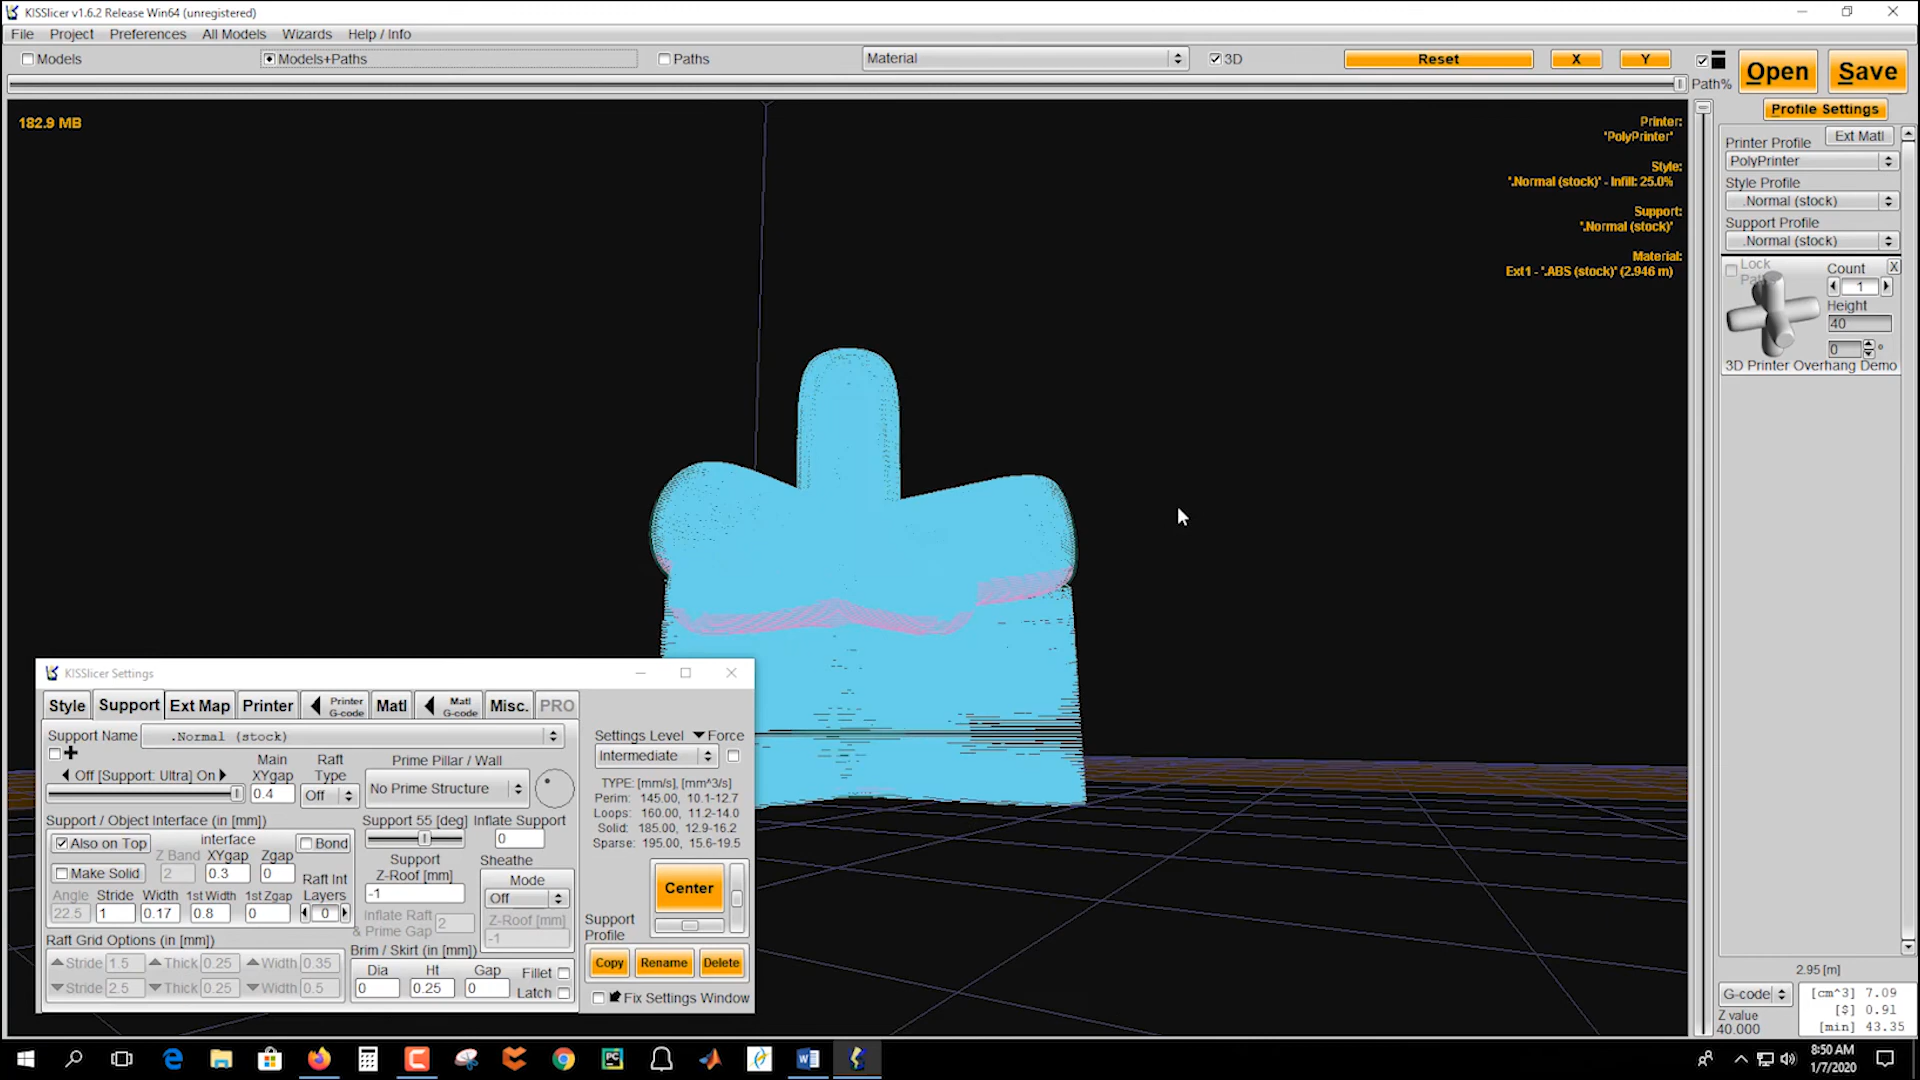 KISSlicer v1.6.2 Release Win64 (unregistered)
File Project Preferences All Models Wizards Help / Info
Models Models+Paths Paths Material 3D Reset X Y Path% Open Save
Profile Settings
182.9 MB
Printer:
'PolyPrinter'
Style:
'.Normal (stock)' - Infill: 25.0%
Support:
'.Normal (stock)'
Material:
Ext1 - '.ABS (stock)' (2.946 m)
Printer Profile Ext Matl
PolyPrinter
Style Profile
.Normal (stock)
Support Profile
.Normal (stock)
Lock Count X
1
Height
40
0 °
3D Printer Overhang Demo
KISSlicer Settings
Style Support Ext Map Printer Printer G-code Matl Matl G-code Misc. PRO
Support Name .Normal (stock)
Off [Support: Ultra] On
Main XYgap
0.4
Raft Type
Off
Prime Pillar / Wall
No Prime Structure
Support / Object Interface (in [mm])
Also on Top
interface
Bond
Z Band XYgap Zgap
Make Solid 2 0.3 0
Raft Int
Angle Stride Width 1st Width 1st Zgap Layers
22.5 1 0.17 0.8 0 0
Raft Grid Options (in [mm])
Stride 1.5 Thick 0.25 Width 0.35
Stride 2.5 Thick 0.25 Width 0.5
Support 55 [deg] Inflate Support
0
Support
Z-Roof [mm]
-1
Inflate Raft
& Prime Gap 2
Sheathe
Mode
Off
Z-Roof [mm]
-1
Brim / Skirt (in [mm])
Dia Ht Gap Fillet
0 0.25 0 Latch
Settings Level Force
Intermediate
TYPE: [mm/s], [mm^3/s]
Perim: 145.00, 10.1-12.7
Loops: 160.00, 11.2-14.0
Solid: 185.00, 12.9-16.2
Sparse: 195.00, 15.6-19.5
Center
Support
Profile
Copy Rename Delete
Fix Settings Window
2.95 [m]
G-code
Z value
40.000
[cm^3] 7.09
[$] 0.91
[min] 43.35
PC
8:50 AM
1/7/2020